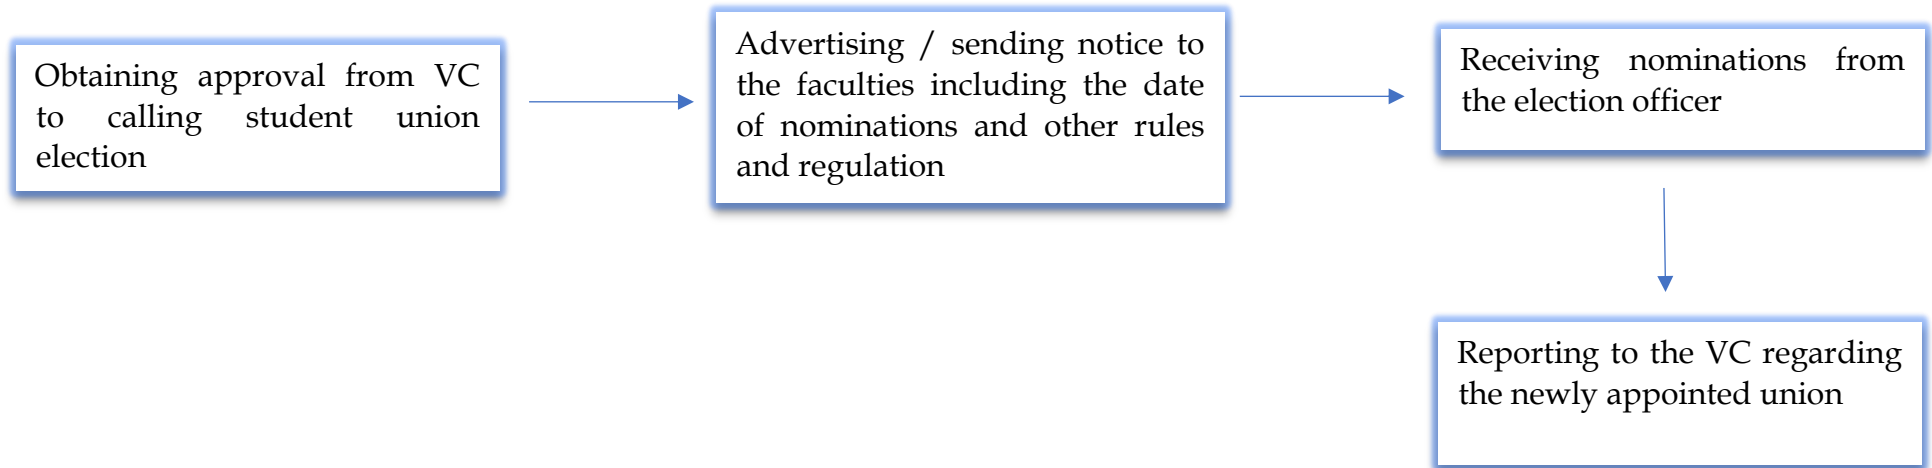 Obtaining approval from VC
to calling student union
election
Advertising / sending notice to
the faculties including the date
of nominations and other rules
and regulation
Receiving nominations from
the election officer
Reporting to the VC regarding
the newly appointed union